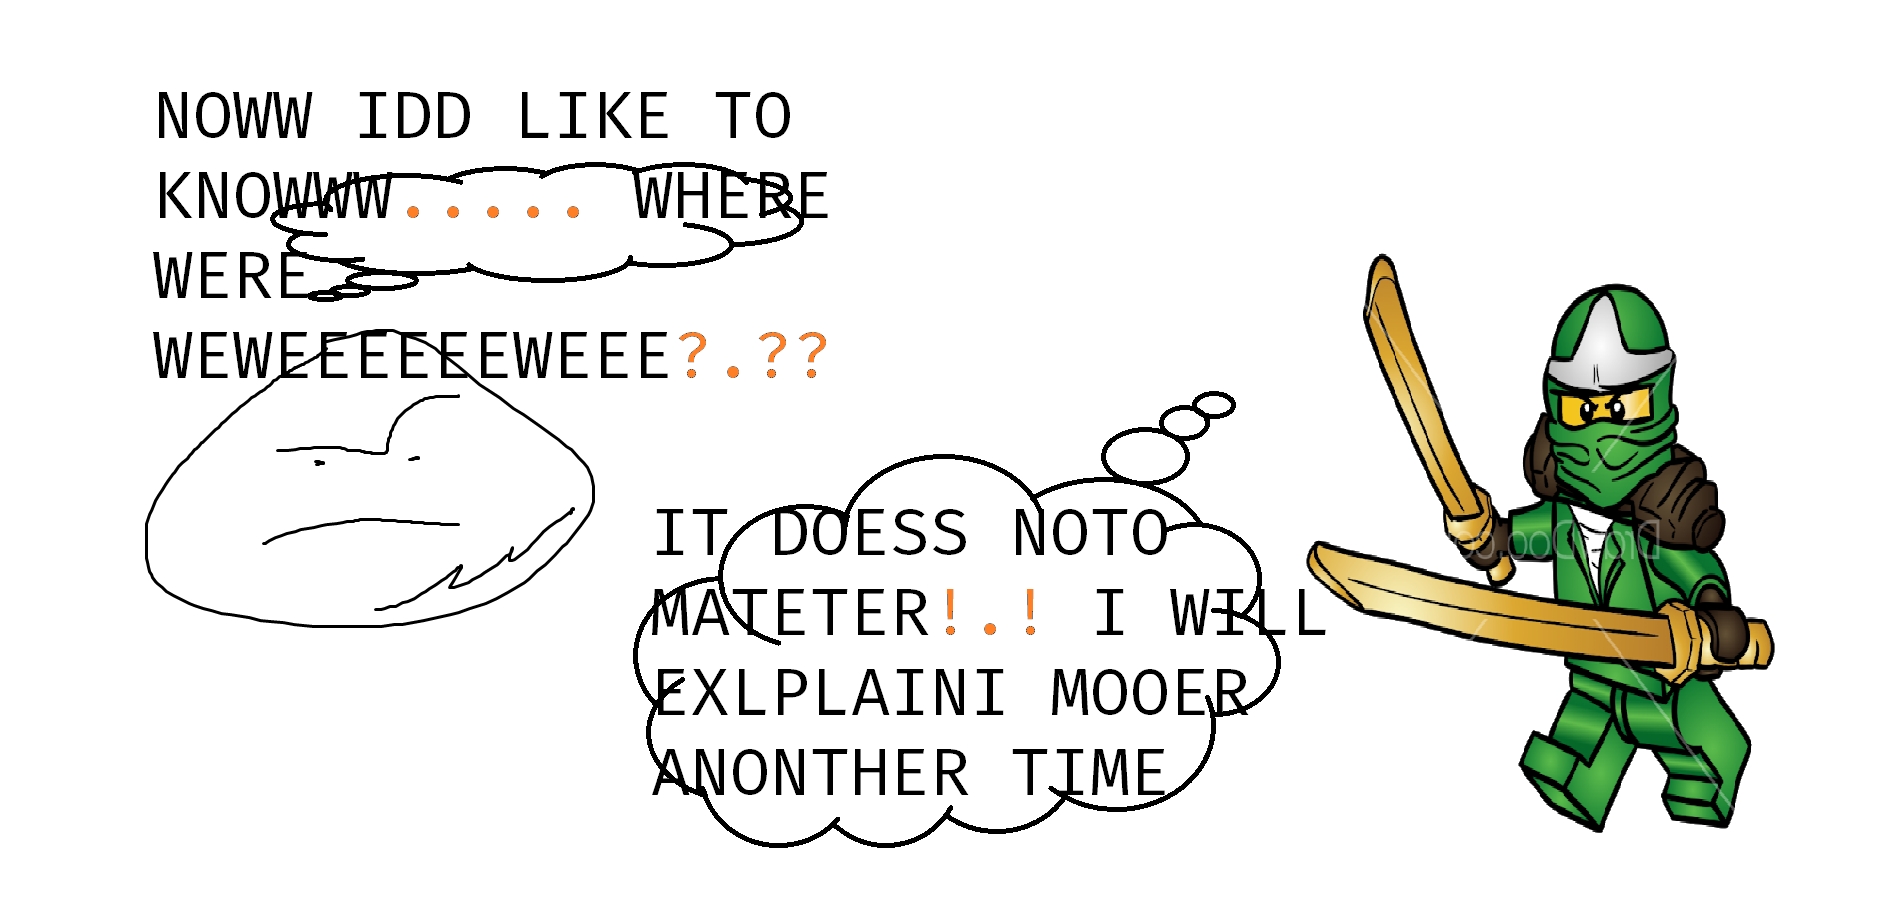 NOWW IDD LIKE TO
KNOWWW..... WHERE
WERE
WEWEEEEEEWEEE?.??
IT DOESS NOTO
MATETER!.! I WILL
EXLPLAINI MOOER
ANONTHER TIME